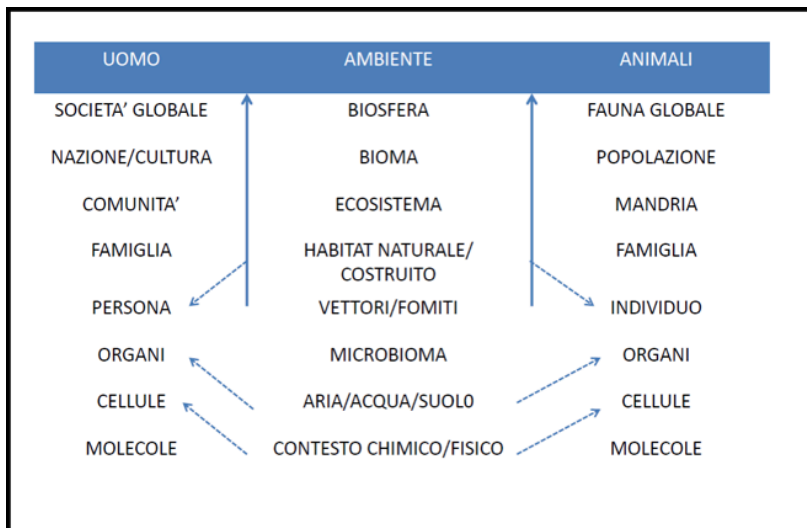 UOMO AMBIENTE ANIMALI
SOCIETA' GLOBALE BIOSFERA FAUNA GLOBALE
NAZIONE/CULTURA BIOMA POPOLAZIONE
COMUNITA' ECOSISTEMA MANDRIA
FAMIGLIA HABITAT NATURALE/ FAMIGLIA
COSTRUITO
PERSONA VETTORI/FOMITI INDIVIDUO
ORGANI MICROBIOMA ORGANI
CELLULE ARIA/ACQUA/SUOL0 CELLULE
MOLECOLE CONTESTO CHIMICO/FISICO MOLECOLE